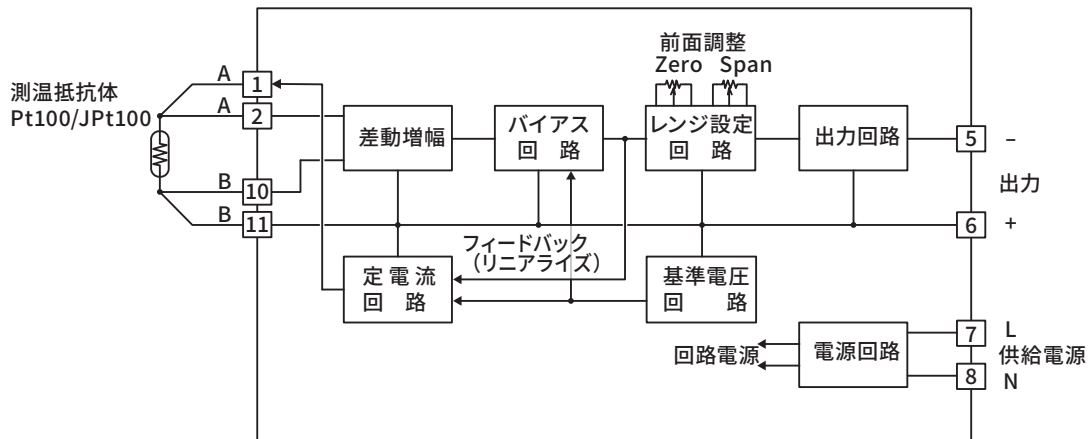 前面調整
Zero Span
測温抵抗体
Pt100/JPt100
A
1
A
2
B
10
B
11
差動増幅
バイアス
回 路
レンジ設定
回 路
出力回路
5
－
出力
6
+
フィードバック
（リニアライズ）
定電流
回 路
基準電圧
回 路
回路電源
電源回路
7
L
供給電源
8
N